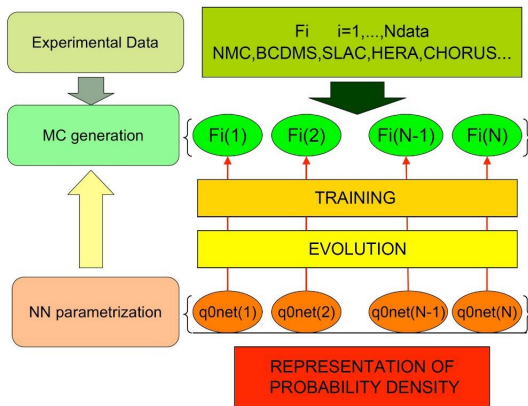 Experimental Data
Fi i=1,...,Ndata
NMC,BCDMS,SLAC,HERA,CHORUS...
MC generation
Fi(1) Fi(2) Fi(N-1) Fi(N)
TRAINING
EVOLUTION
NN parametrization
q0net(1) q0net(2) q0net(N-1) q0net(N)
REPRESENTATION OF
PROBABILITY DENSITY